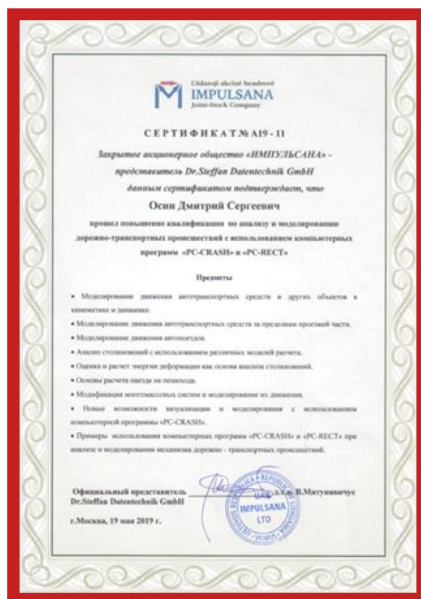 Uždaroji akcinė bendrovė
IMPULSANA
Joint-Stock Company
СЕРТИФИКАТ № А19 - 11
Закрытое акционерное общество «ИМПУЛЬСАНА» -
представитель Dr.Steffan Datentechnik GmbH
данным сертификатом подтверждает, что
Осин Дмитрий Сергеевич
прошел повышение квалификации по анализу и моделированию
дорожно-транспортных происшествий с использованием компьютерных
программ «PC-CRASH» и «PC-RECT»
Предметы
• Моделирование движения автотранспортных средств и других объектов в
кинематике и динамике.
• Моделирование движения автотранспортных средств за пределами проезжей части.
• Моделирование движения автопоездов.
• Анализ столкновений с использованием различных моделей расчета.
• Оценка и расчет энергии деформации как основа анализа столкновений.
• Основы расчета наезда на пешехода.
• Модификация многомассовых систем и моделирование их движения.
• Новые возможности визуализации и моделирования с использованием
компьютерной программы «PC-CRASH».
• Примеры использования компьютерных программ «PC-CRASH» и «PC-RECT» при
анализе и моделировании механизма дорожно - транспортных происшествий.
Официальный представитель В.Митуневичус
Dr.Steffan Datentechnik GmbH
UAB
IMPULSANA
LTD
г.Москва, 19 мая 2019 г.